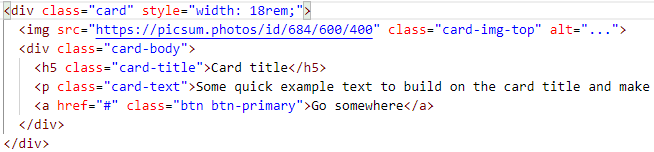 <div class="card" style="width: 18rem;">
<img src="https://picsum.photos/id/684/600/400" class="card-img-top" alt="...">
<div class="card-body">
<h5 class="card-title">Card title</h5>
<p class="card-text">Some quick example text to build on the card title and make
<a href="#" class="btn btn-primary">Go somewhere</a>
</div>
</div>